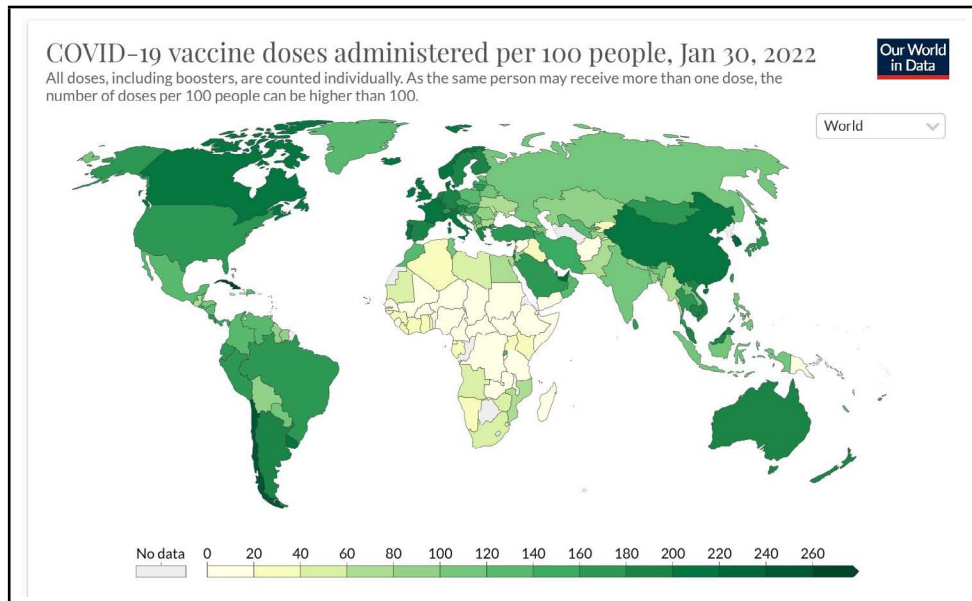 COVID-19 vaccine doses administered per 100 people, Jan 30, 2022
Our World
in Data
All doses, including boosters, are counted individually. As the same person may receive more than one dose, the
number of doses per 100 people can be higher than 100.
World
No data 0 20 40 60 80 100 120 140 160 180 200 220 240 260